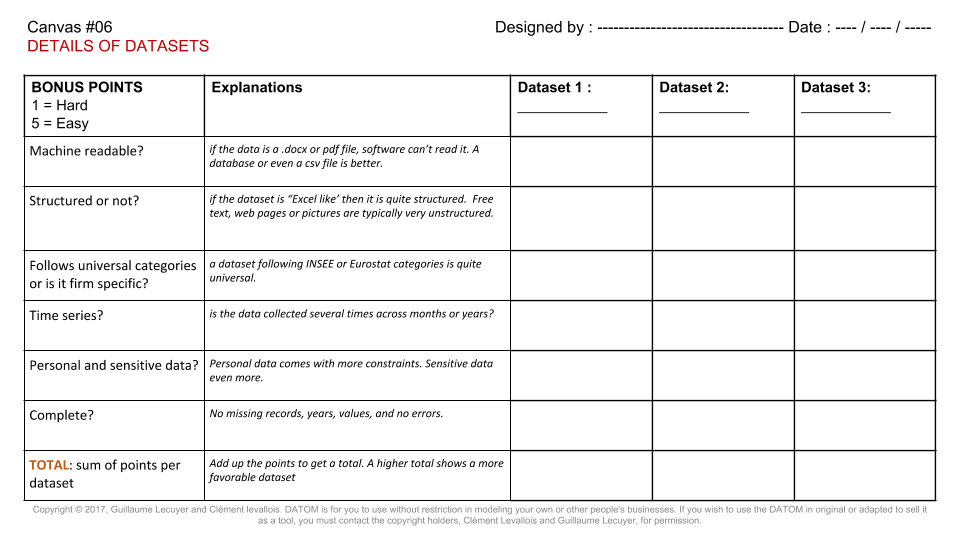 Canvas #06
DETAILS OF DATASETS
Designed by : ----------------------------------- Date : ---- / ---- / -----
BONUS POINTS
1 = Hard
5 = Easy
Explanations
Dataset 1 :
____________
Dataset 2:
____________
Dataset 3:
____________
Machine readable?
if the data is a .docx or pdf file, software can’t read it. A
database or even a csv file is better.
Structured or not?
if the dataset is “Excel like’ then it is quite structured.  Free
text, web pages or pictures are typically very unstructured.
Follows universal categories
or is it firm specific?
a dataset following INSEE or Eurostat categories is quite
universal.
Time series?
is the data collected several times across months or years?
Personal and sensitive data?
Personal data comes with more constraints. Sensitive data
even more.
Complete?
No missing records, years, values, and no errors.
TOTAL: sum of points per
dataset
Add up the points to get a total. A higher total shows a more
favorable dataset
Copyright © 2017, Guillaume Lecuyer and Clément levallois. DATOM is for you to use without restriction in modeling your own or other people's businesses. If you wish to use the DATOM in original or adapted to sell it
as a tool, you must contact the copyright holders, Clément Levallois and Guillaume Lecuyer, for permission.